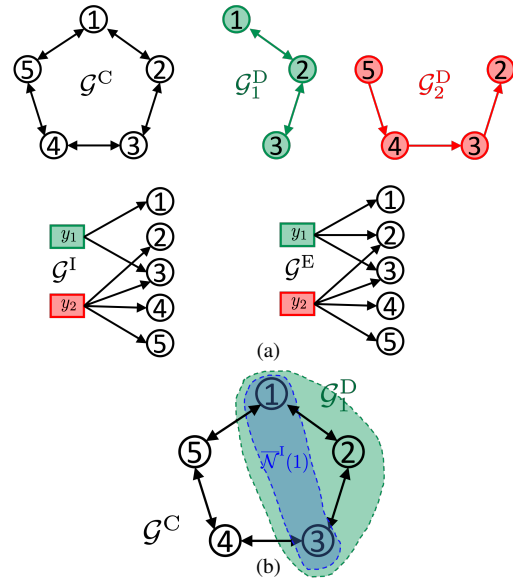 1 1
5 2 2 5 2
𝒢^C 𝒢_1^D 𝒢_2^D
4 3 3 4 3
1 1
y_1 2 y_1 2
𝒢^I 3 𝒢^E 3
y_2 4 y_2 4
5 5
(a)
1 𝒢_1^D
5 2
𝒩̅^I(1)
𝒢^C 4 3
(b)